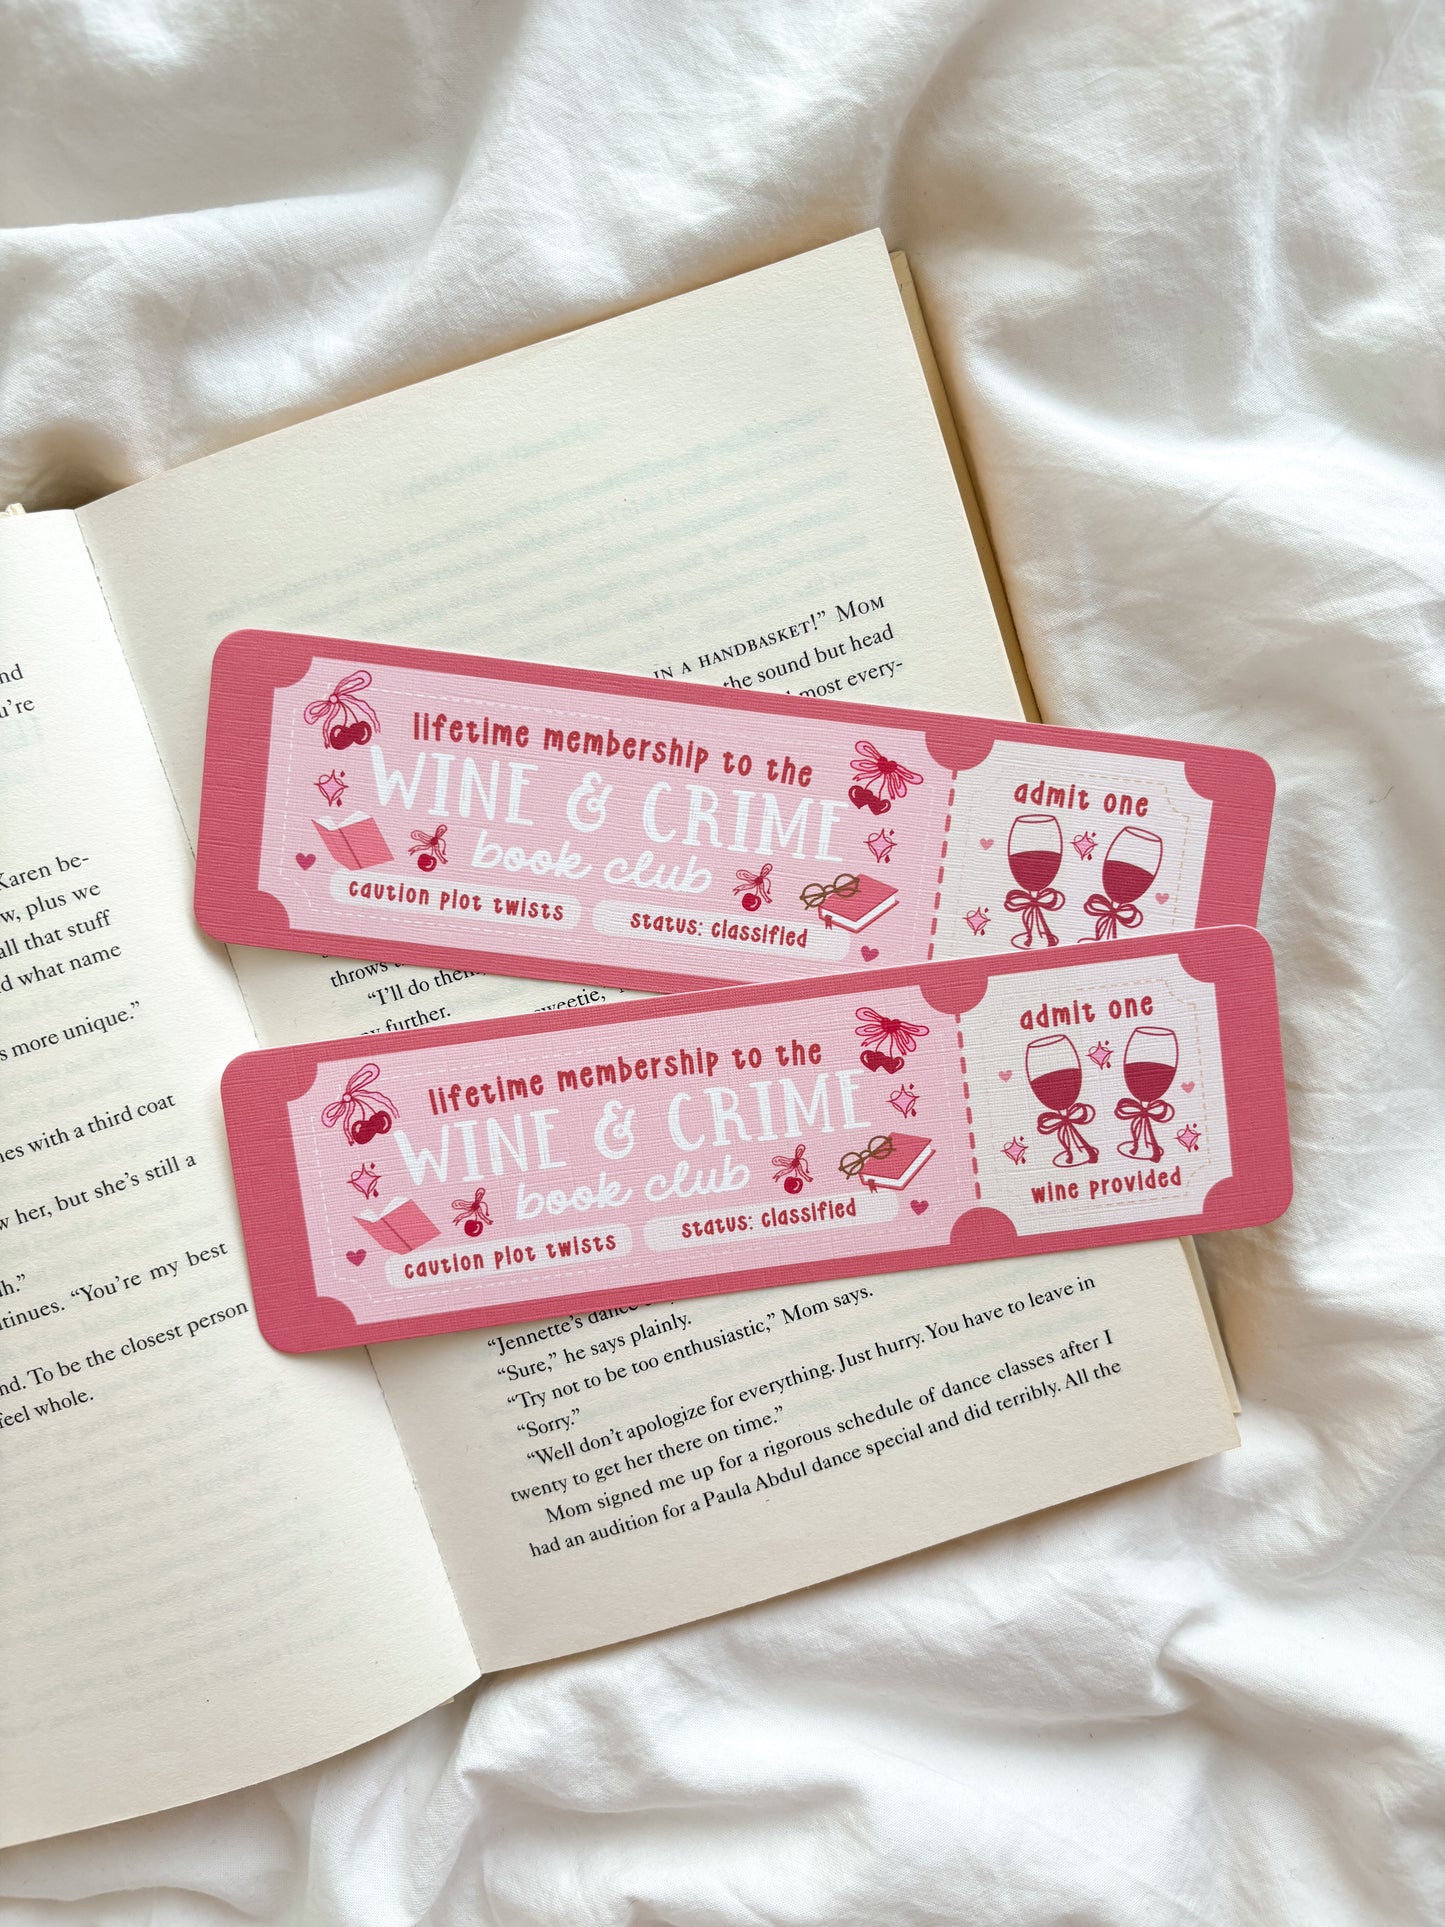 nd
u're
Karen be-
w, plus we
all that stuff
d what name
s more unique.”
nes with a third coat
w her, but she's still a
h.”
tinues. “You're my best
nd. To be the closest person
feel whole.
IN A HANDBASKET!” MOM
the sound but head
most every-
lifetime membership to the
WINE & CRIME
book club
caution plot twists
status: classified
admit one
throws
“I'll do them
further.
sweetie,”
lifetime membership to the
WINE & CRIME
book club
caution plot twists
status: classified
admit one
wine provided
“Jennette's dance
“Sure,” he says plainly.
“Try not to be too enthusiastic,” Mom says.
“Sorry.”
“Well don't apologize for everything. Just hurry. You have to leave in
twenty to get her there on time.”
Mom signed me up for a rigorous schedule of dance classes after I
had an audition for a Paula Abdul dance special and did terribly. All the